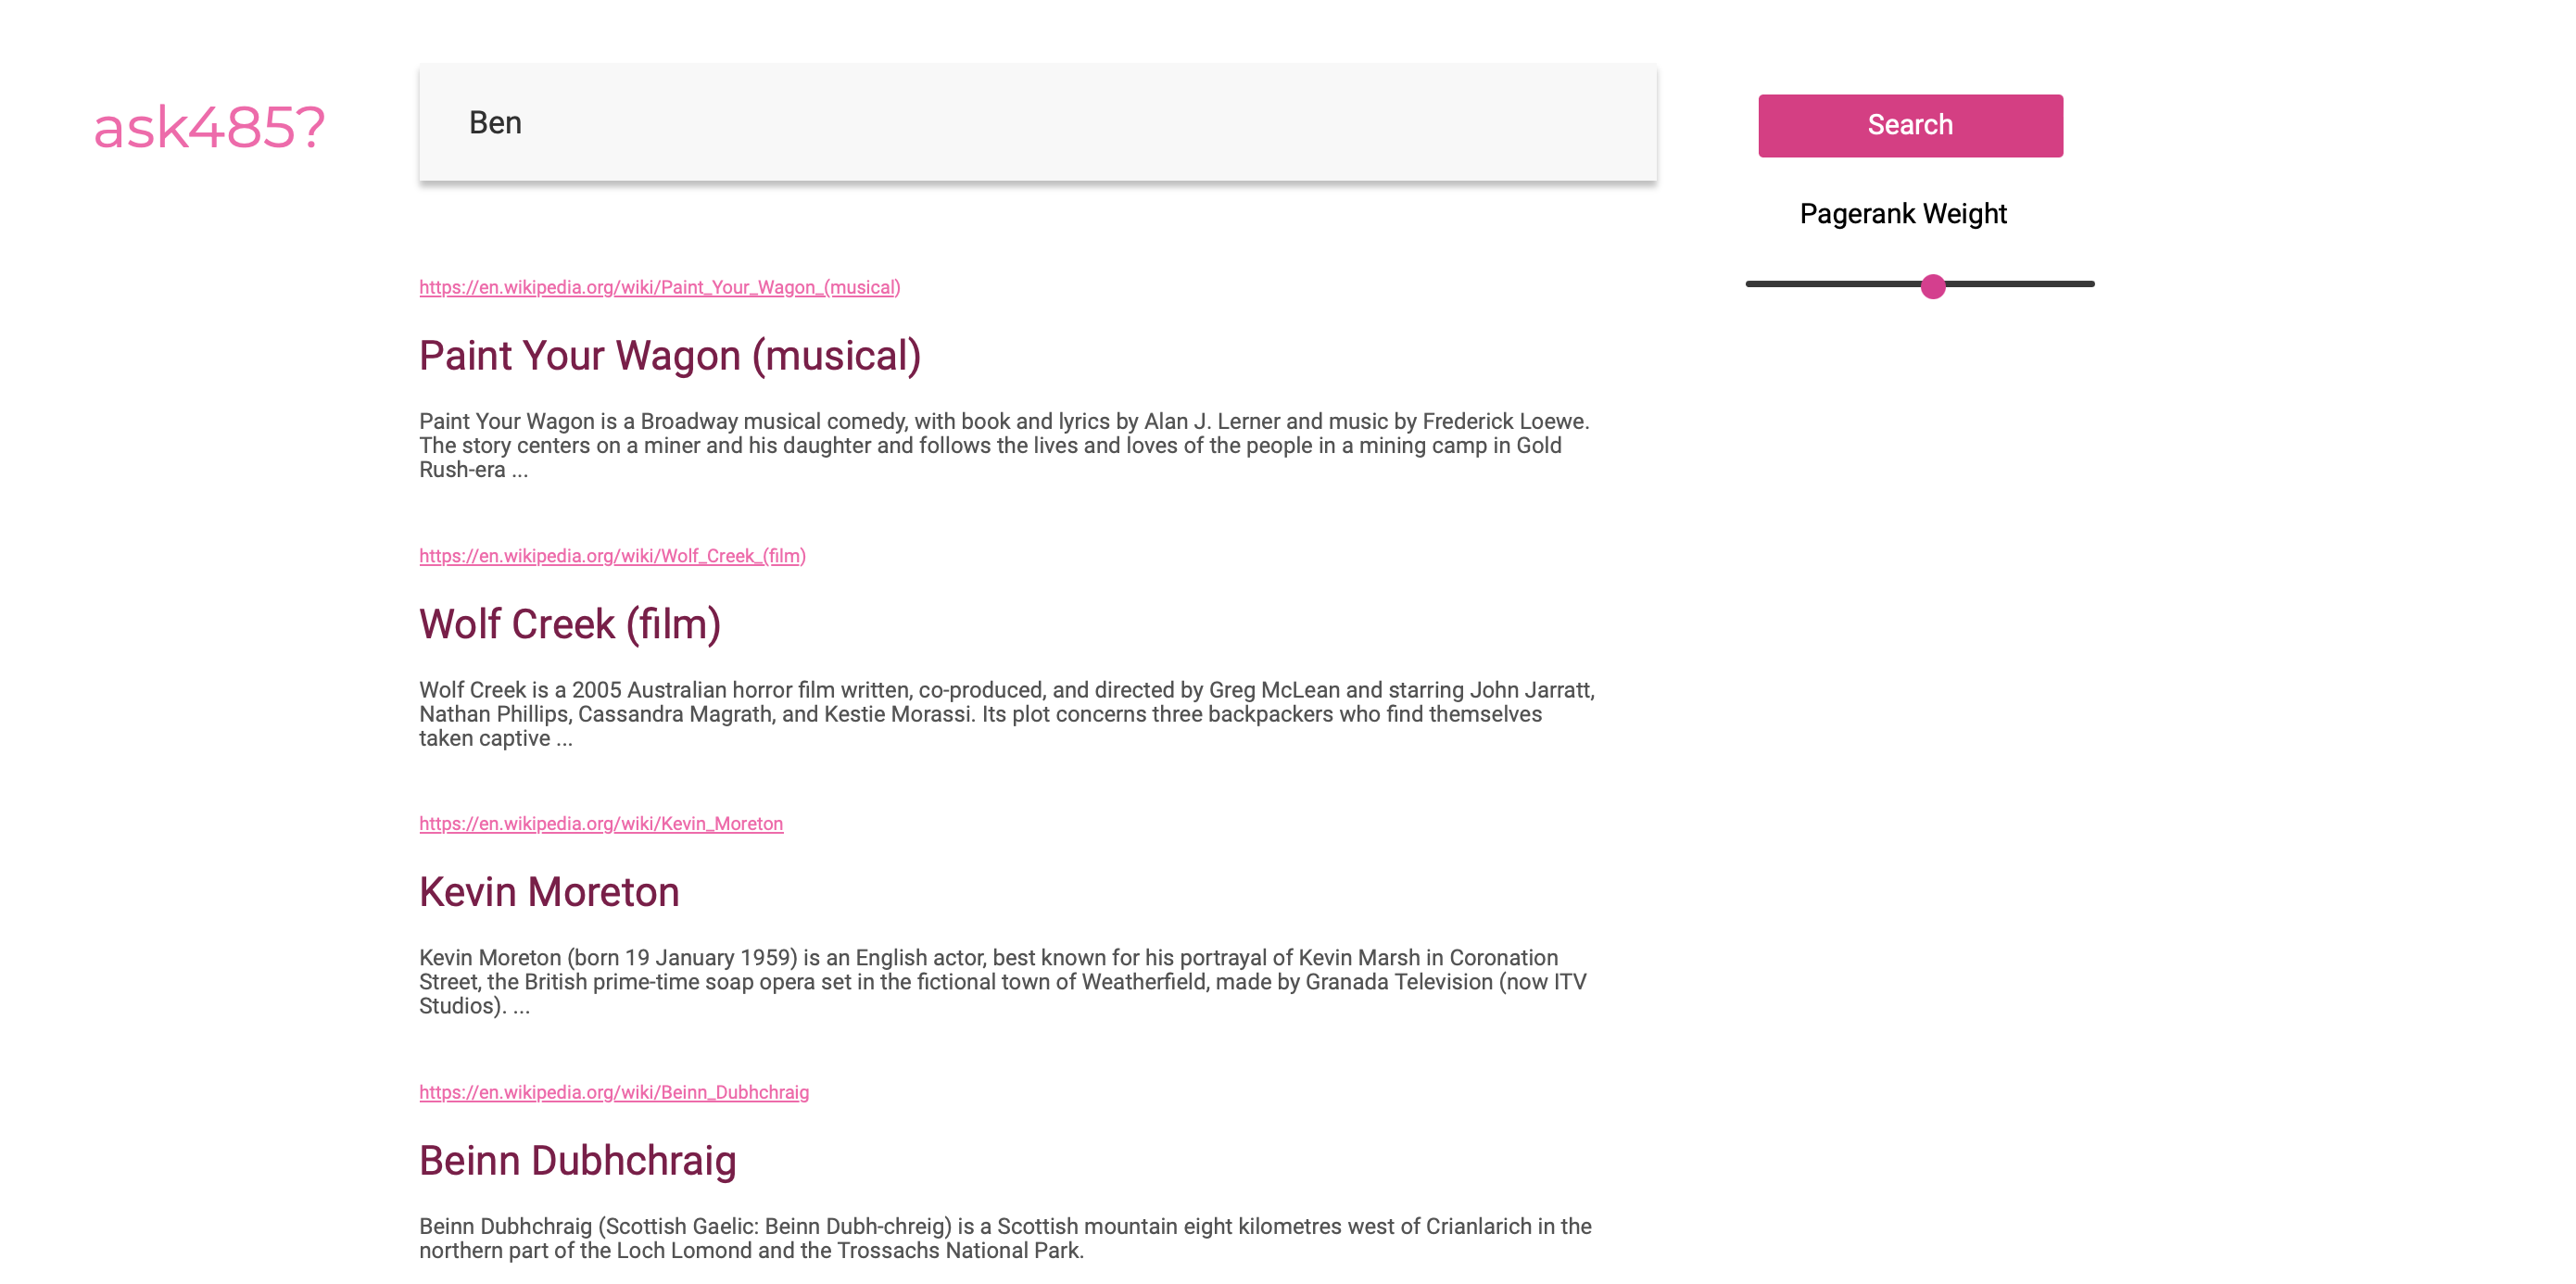 ask485?
Ben
Search
Pagerank Weight
https://en.wikipedia.org/wiki/Paint_Your_Wagon_(musical)
Paint Your Wagon (musical)
Paint Your Wagon is a Broadway musical comedy, with book and lyrics by Alan J. Lerner and music by Frederick Loewe.
The story centers on a miner and his daughter and follows the lives and loves of the people in a mining camp in Gold
Rush-era ...
https://en.wikipedia.org/wiki/Wolf_Creek_(film)
Wolf Creek (film)
Wolf Creek is a 2005 Australian horror film written, co-produced, and directed by Greg McLean and starring John Jarratt,
Nathan Phillips, Cassandra Magrath, and Kestie Morassi. Its plot concerns three backpackers who find themselves
taken captive ...
https://en.wikipedia.org/wiki/Kevin_Moreton
Kevin Moreton
Kevin Moreton (born 19 January 1959) is an English actor, best known for his portrayal of Kevin Marsh in Coronation
Street, the British prime-time soap opera set in the fictional town of Weatherfield, made by Granada Television (now ITV
Studios). ...
https://en.wikipedia.org/wiki/Beinn_Dubhchraig
Beinn Dubhchraig
Beinn Dubhchraig (Scottish Gaelic: Beinn Dubh-chreig) is a Scottish mountain eight kilometres west of Crianlarich in the
northern part of the Loch Lomond and the Trossachs National Park.